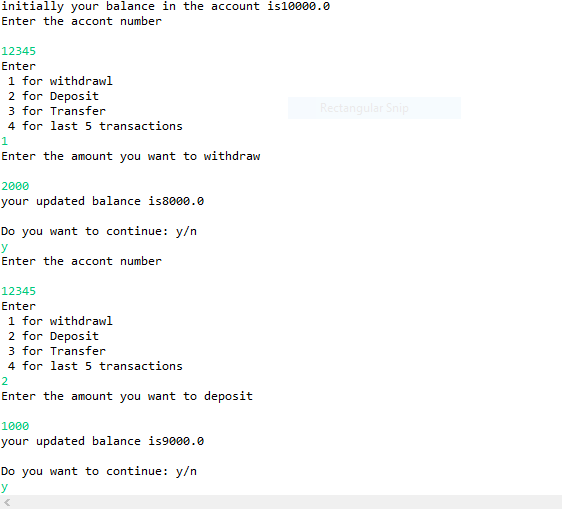 initially your balance in the account is10000.0
Enter the accont number
12345
Enter
1 for withdrawl
2 for Deposit
3 for Transfer
4 for last 5 transactions
1
Enter the amount you want to withdraw
2000
your updated balance is8000.0
Do you want to continue: y/n
y
Enter the accont number
12345
Enter
1 for withdrawl
2 for Deposit
3 for Transfer
4 for last 5 transactions
2
Enter the amount you want to deposit
1000
your updated balance is9000.0
Do you want to continue: y/n
y
Rectangular Snip